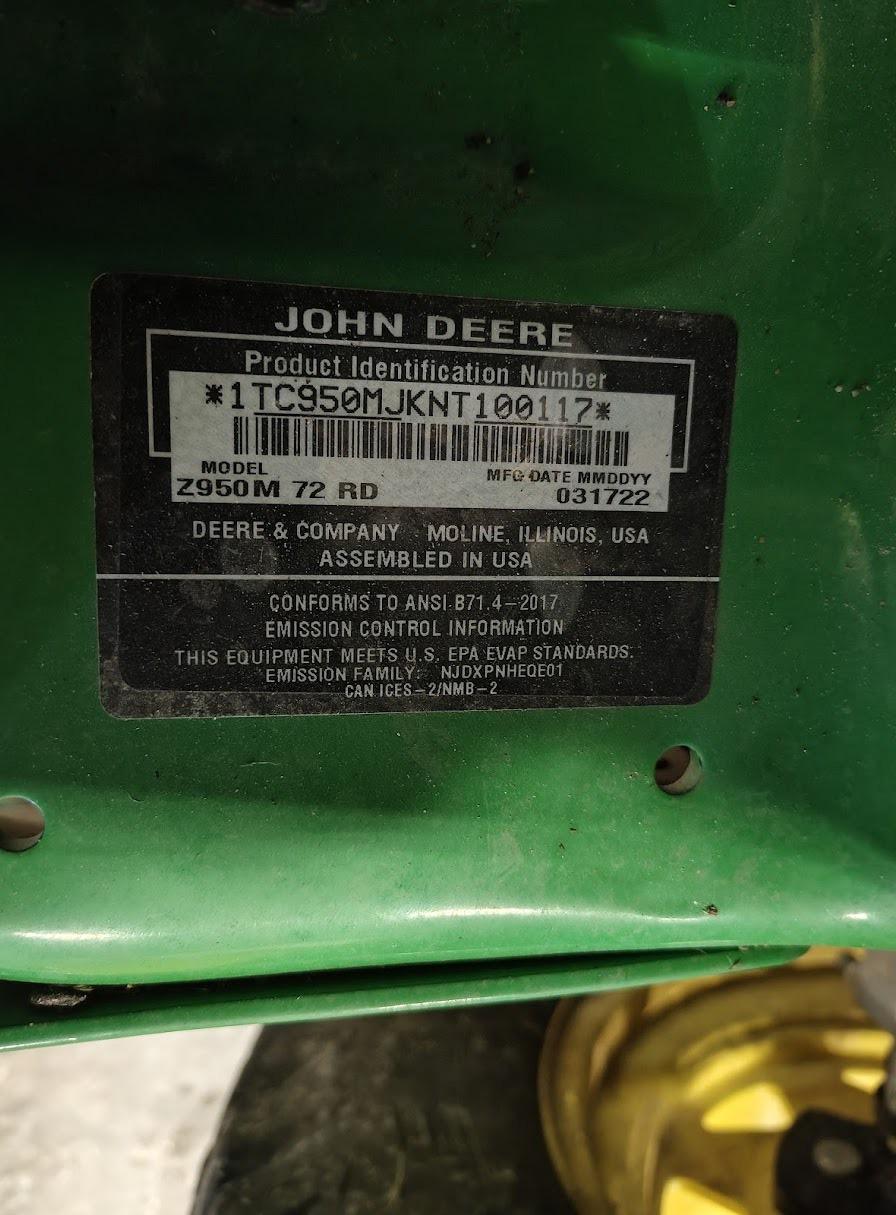 JOHN DEERE
Product Identification Number
*1TC950MJKNT100117*
MODEL MFG DATE MMDDYY
Z950M 72 RD 031722
DEERE & COMPANY MOLINE, ILLINOIS, USA
ASSEMBLED IN USA
CONFORMS TO ANSI B71.4-2017
EMISSION CONTROL INFORMATION
THIS EQUIPMENT MEETS U.S. EPA EVAP STANDARDS.
EMISSION FAMILY: NJDXPNHEQE01
CAN ICES-2/NMB-2